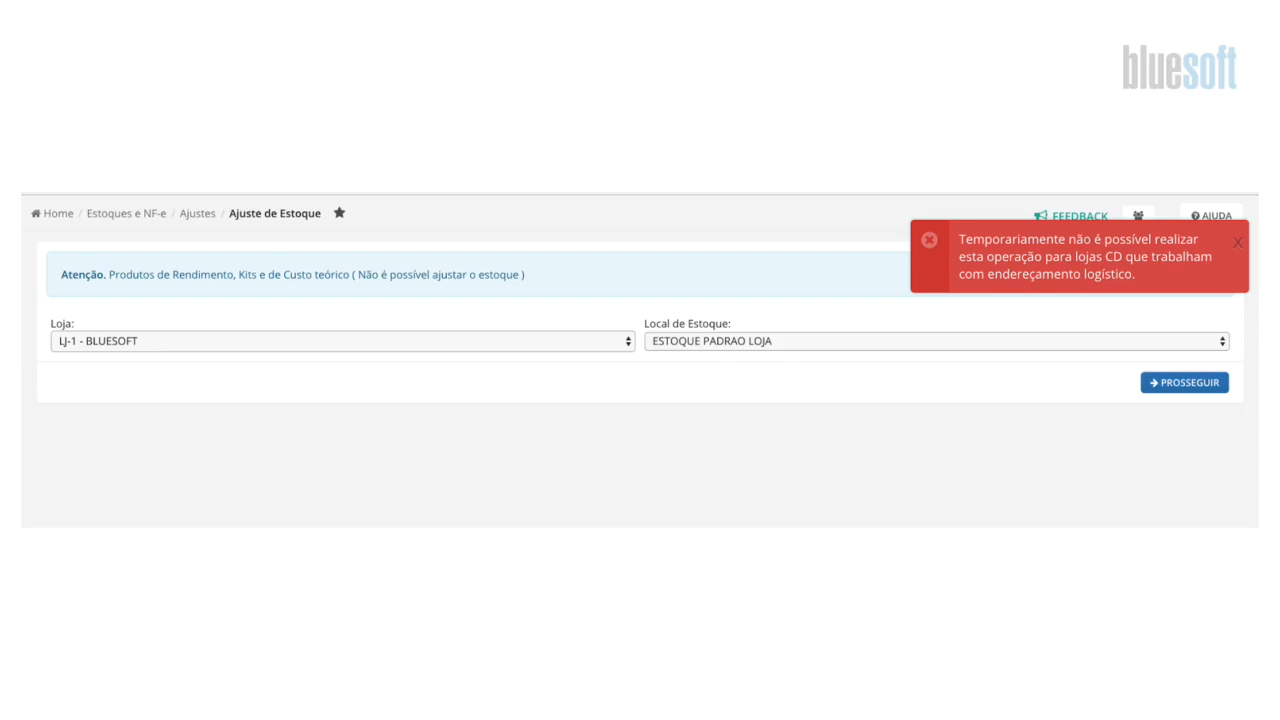 bluesoft
Home / Estoques e NF-e / Ajustes / Ajuste de Estoque
FEEDBACK
AJUDA
Temporariamente não é possível realizar
esta operação para lojas CD que trabalham
com endereçamento logístico.
X
Atenção. Produtos de Rendimento, Kits e de Custo teórico ( Não é possível ajustar o estoque )
Loja:
LJ-1 - BLUESOFT
Local de Estoque:
ESTOQUE PADRAO LOJA
PROSSEGUIR